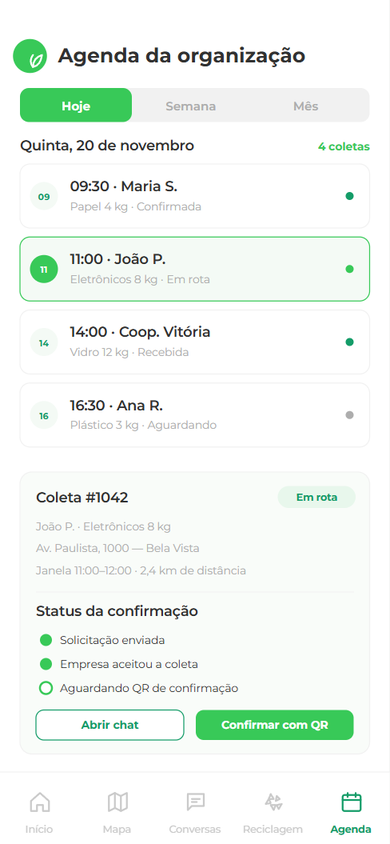 Agenda da organização
Hoje Semana Mês
Quinta, 20 de novembro 4 coletas
09 09:30 · Maria S.
Papel 4 kg · Confirmada
11 11:00 · João P.
Eletrônicos 8 kg · Em rota
14 14:00 · Coop. Vitória
Vidro 12 kg · Recebida
16 16:30 · Ana R.
Plástico 3 kg · Aguardando
Coleta #1042 Em rota
João P. · Eletrônicos 8 kg
Av. Paulista, 1000 — Bela Vista
Janela 11:00–12:00 · 2,4 km de distância
Status da confirmação
Solicitação enviada
Empresa aceitou a coleta
Aguardando QR de confirmação
Abrir chat Confirmar com QR
Início Mapa Conversas Reciclagem Agenda